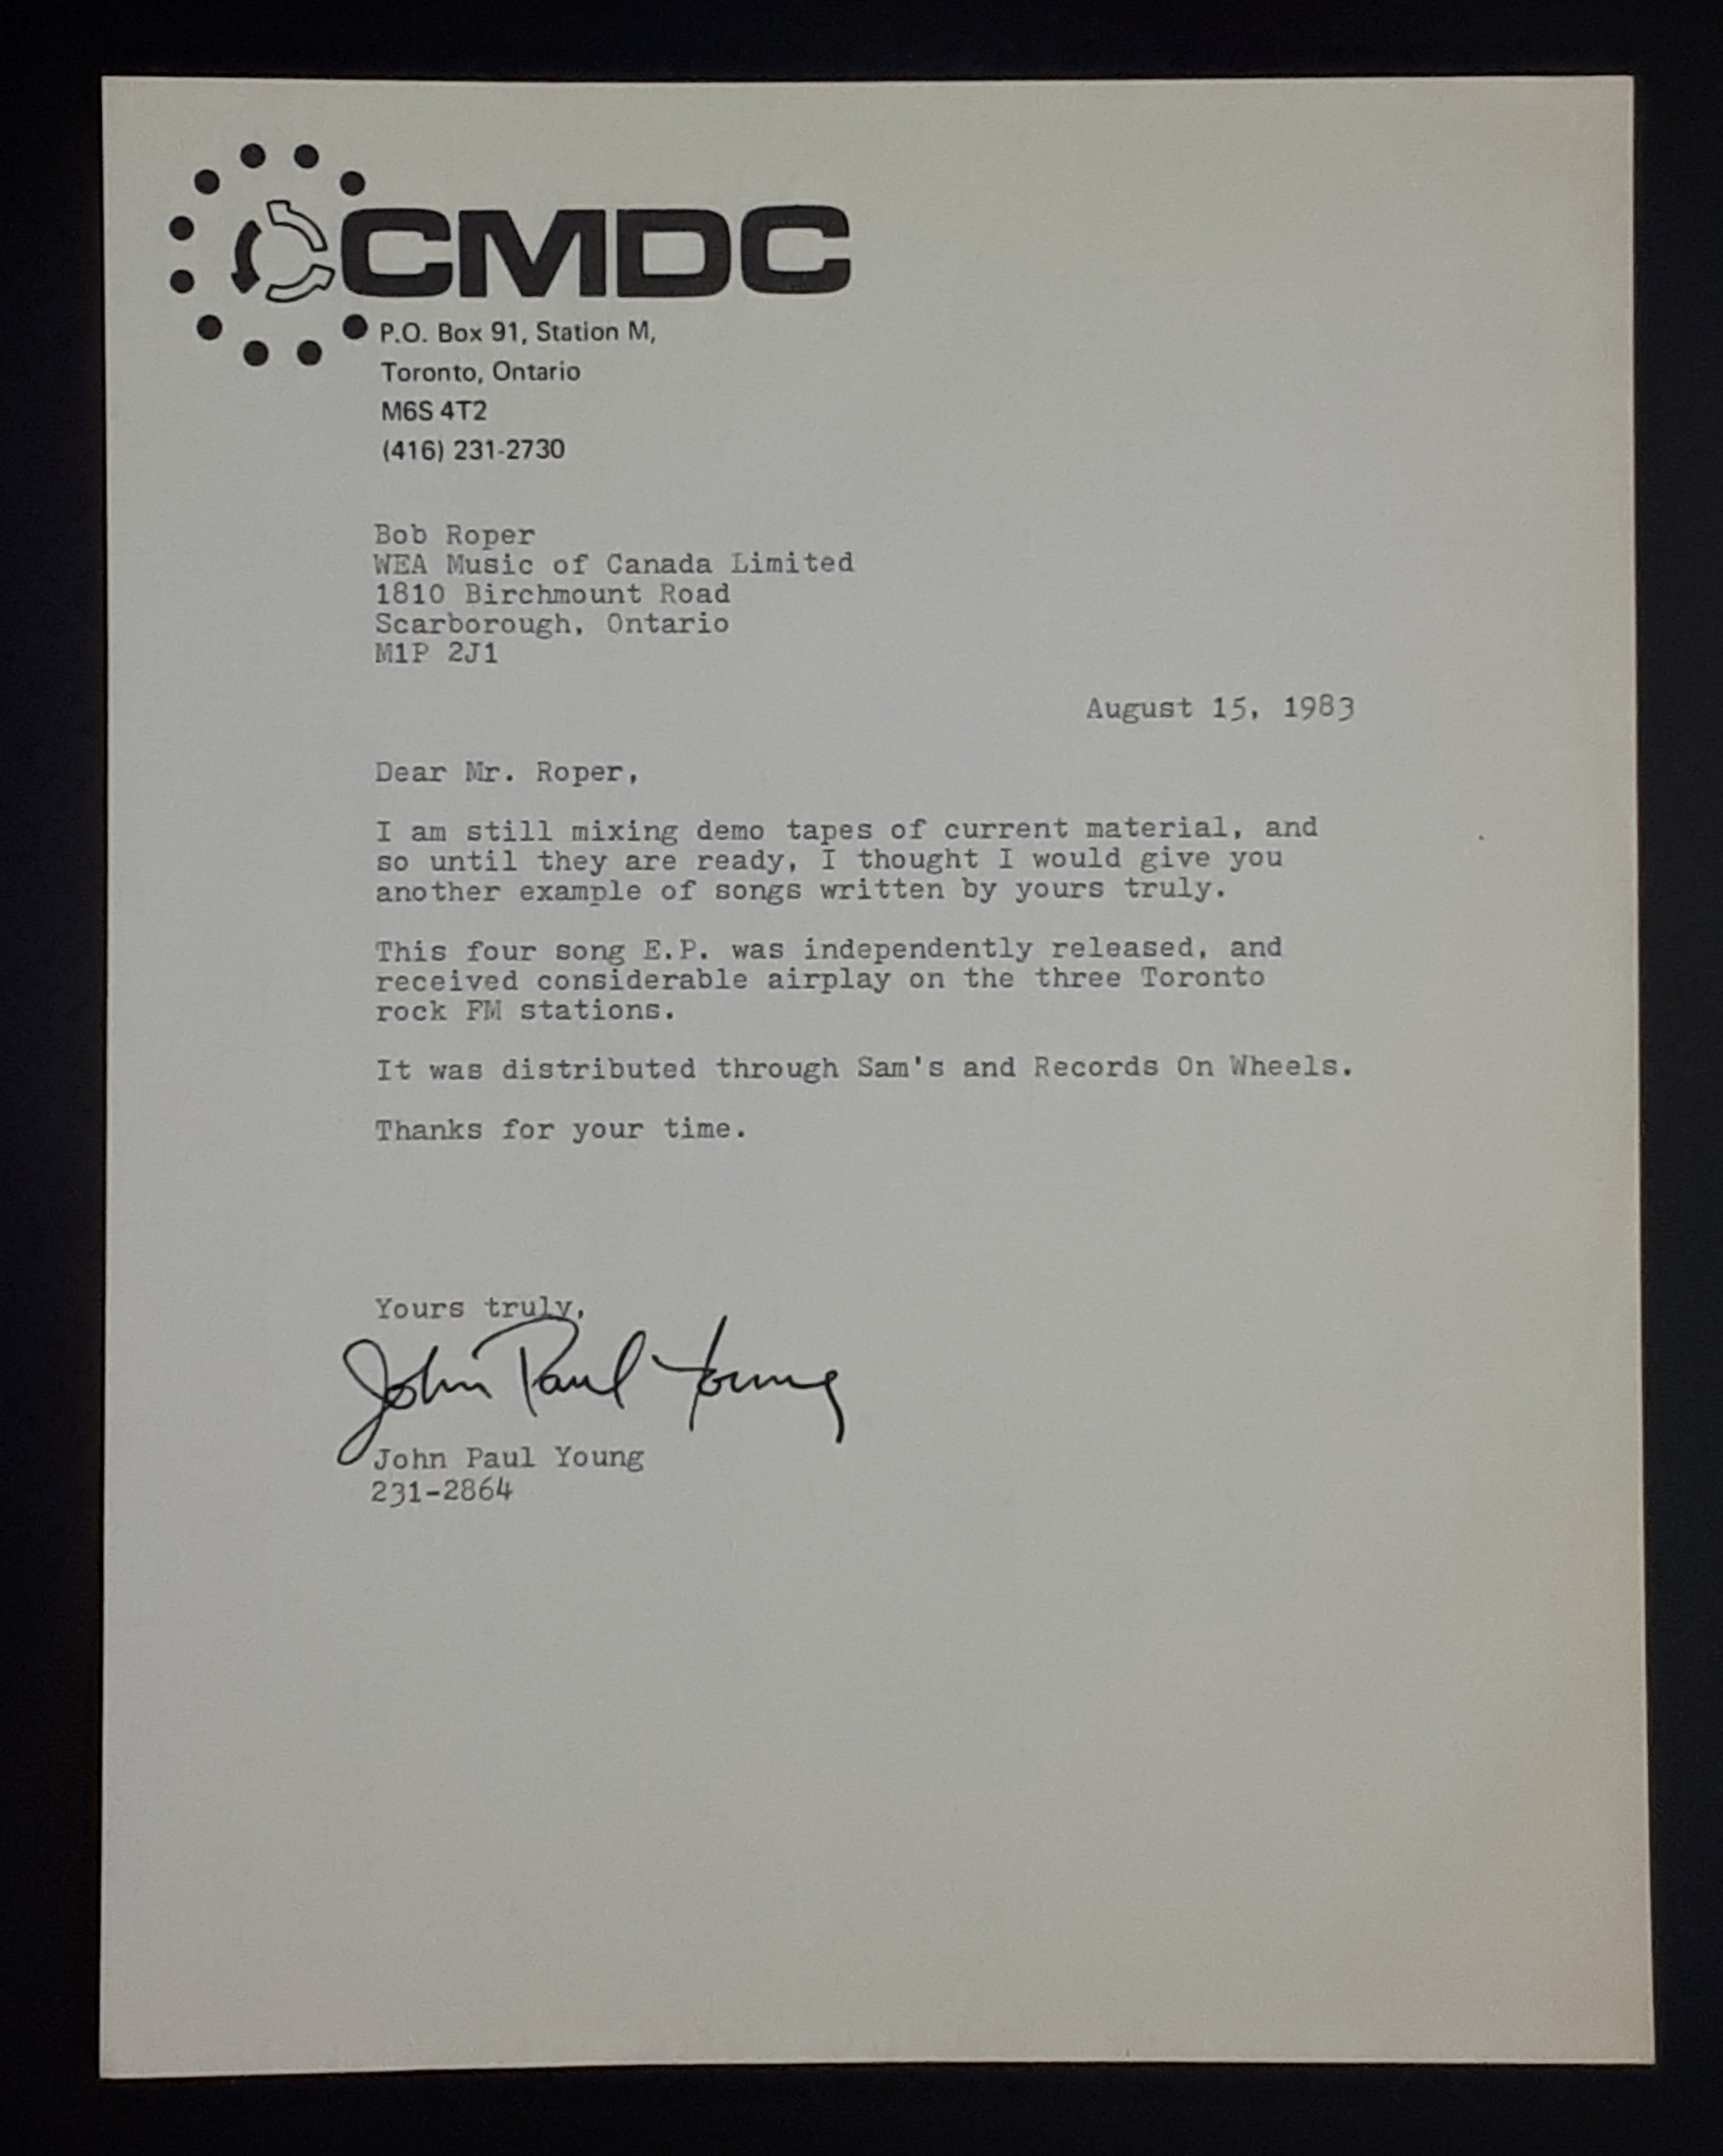 CMDC
P.O. Box 91, Station M,
Toronto, Ontario
M6S 4T2
(416) 231-2730
Bob Roper
WEA Music of Canada Limited
1810 Birchmount Road
Scarborough, Ontario
M1P 2J1
August 15, 1983
Dear Mr. Roper,
I am still mixing demo tapes of current material, and
so until they are ready, I thought I would give you
another example of songs written by yours truly.
This four song E.P. was independently released, and
received considerable airplay on the three Toronto
rock FM stations.
It was distributed through Sam's and Records On Wheels.
Thanks for your time.
Yours truly,
John Paul Young
John Paul Young
231-2864